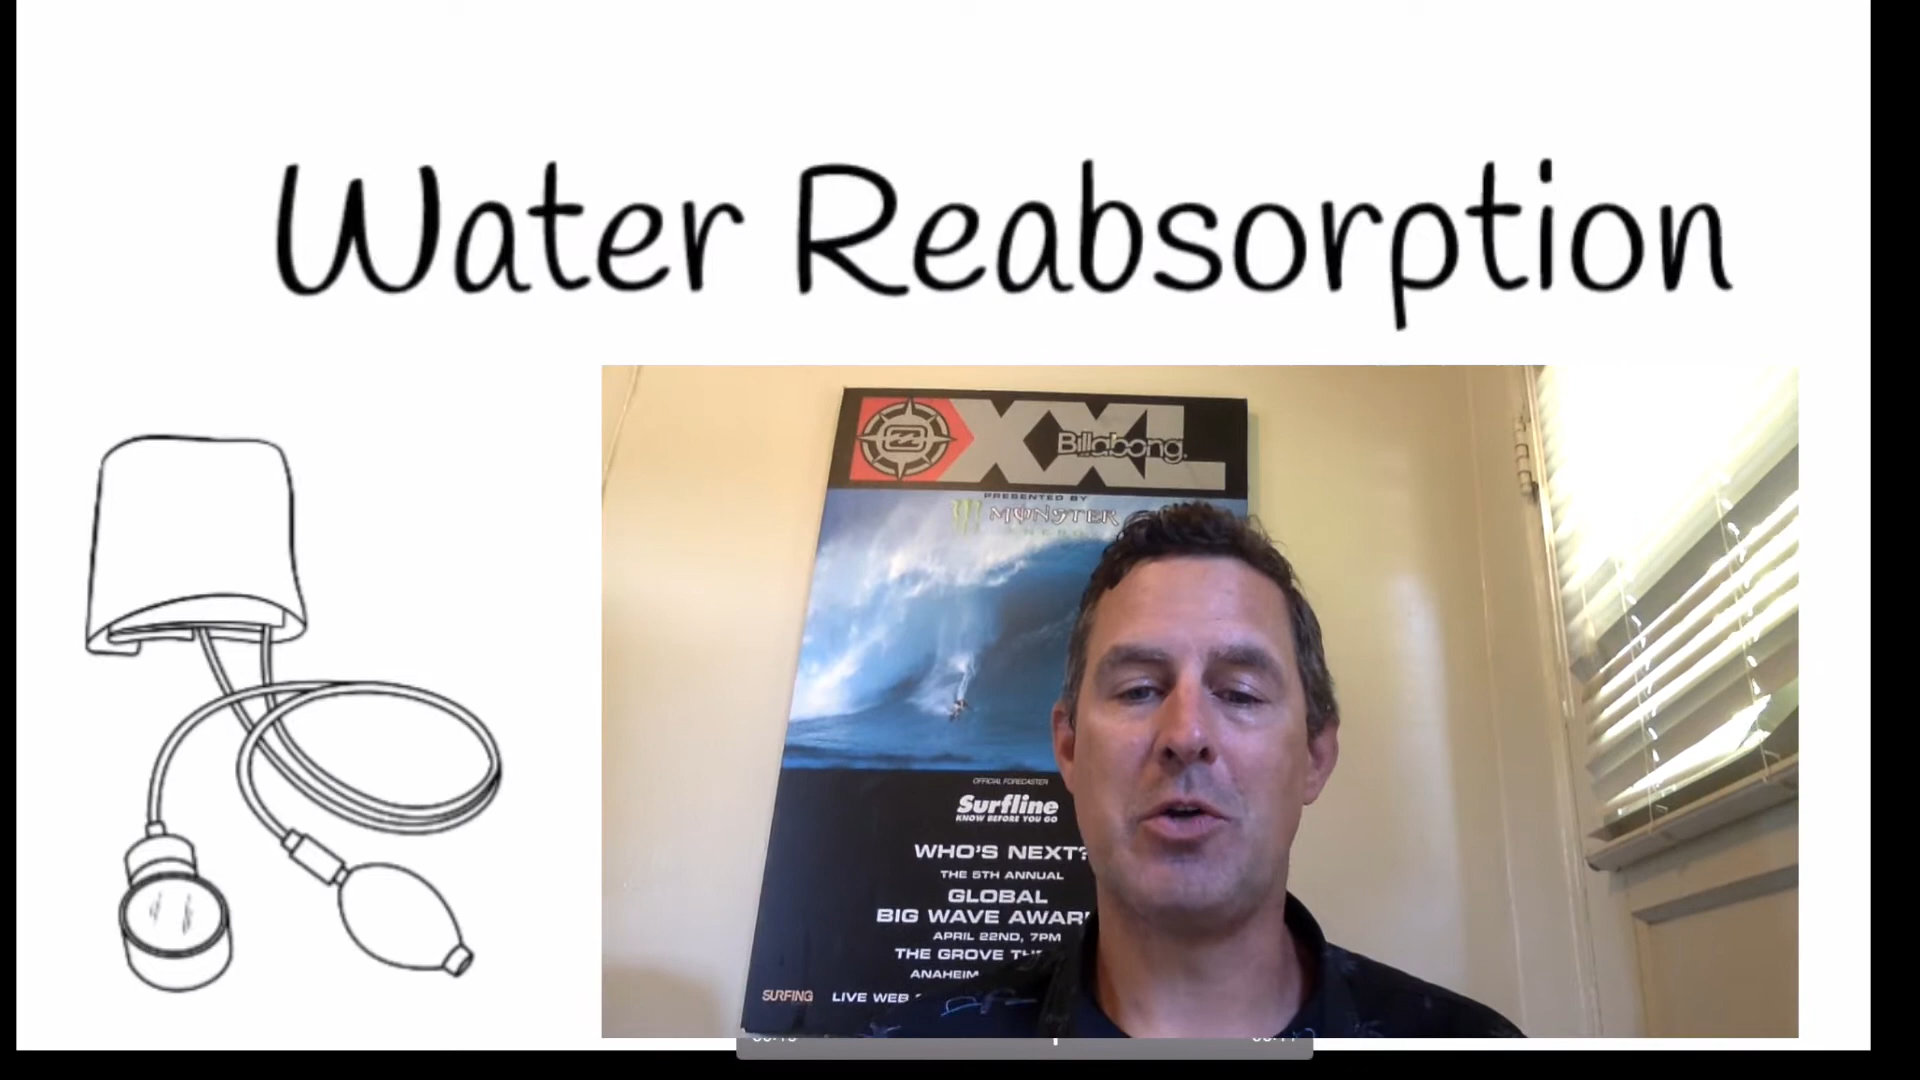 Water Reabsorption
XXL
Billabong.
PRESENTED BY
MONSTER
ENERGY
OFFICIAL FORECASTER
Surfline
KNOW BEFORE YOU GO
WHO'S NEXT?
THE 5TH ANNUAL
GLOBAL
BIG WAVE AWAR
APRIL 22ND, 7PM
THE GROVE
ANAHEIM
SURFING
LIVE WEB